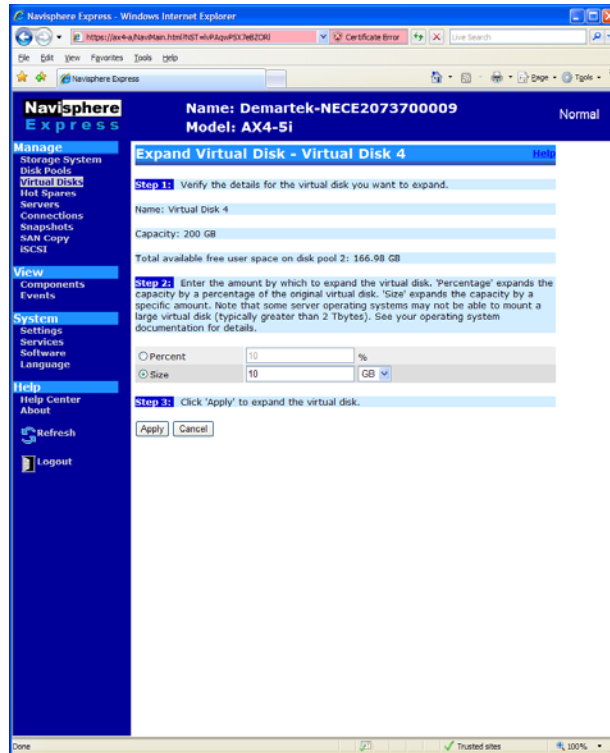 Navisphere Express - Windows Internet Explorer
Certificate Error
Live Search
File Edit View Favorites Tools Help
Navisphere Express
Page Tools
Navisphere
Express
Name: Demartek-NECE2073700009
Model: AX4-5i
Normal
Manage
Storage System
Disk Pools
Virtual Disks
Hot Spares
Servers
Connections
Snapshots
SAN Copy
iSCSI
View
Components
Events
System
Settings
Services
Software
Language
Help
Help Center
About
Refresh
Logout
Expand Virtual Disk - Virtual Disk 4
Help
Step 1: Verify the details for the virtual disk you want to expand.
Name: Virtual Disk 4
Capacity: 200 GB
Total available free user space on disk pool 2: 166.98 GB
Step 2: Enter the amount by which to expand the virtual disk. 'Percentage' expands the
capacity by a percentage of the original virtual disk. 'Size' expands the capacity by a
specific amount. Note that some server operating systems may not be able to mount a
large virtual disk (typically greater than 2 Tbytes). See your operating system
documentation for details.
Percent 10 %
Size 10 GB
Step 3: Click 'Apply' to expand the virtual disk.
Apply Cancel
Done
Trusted sites
100%